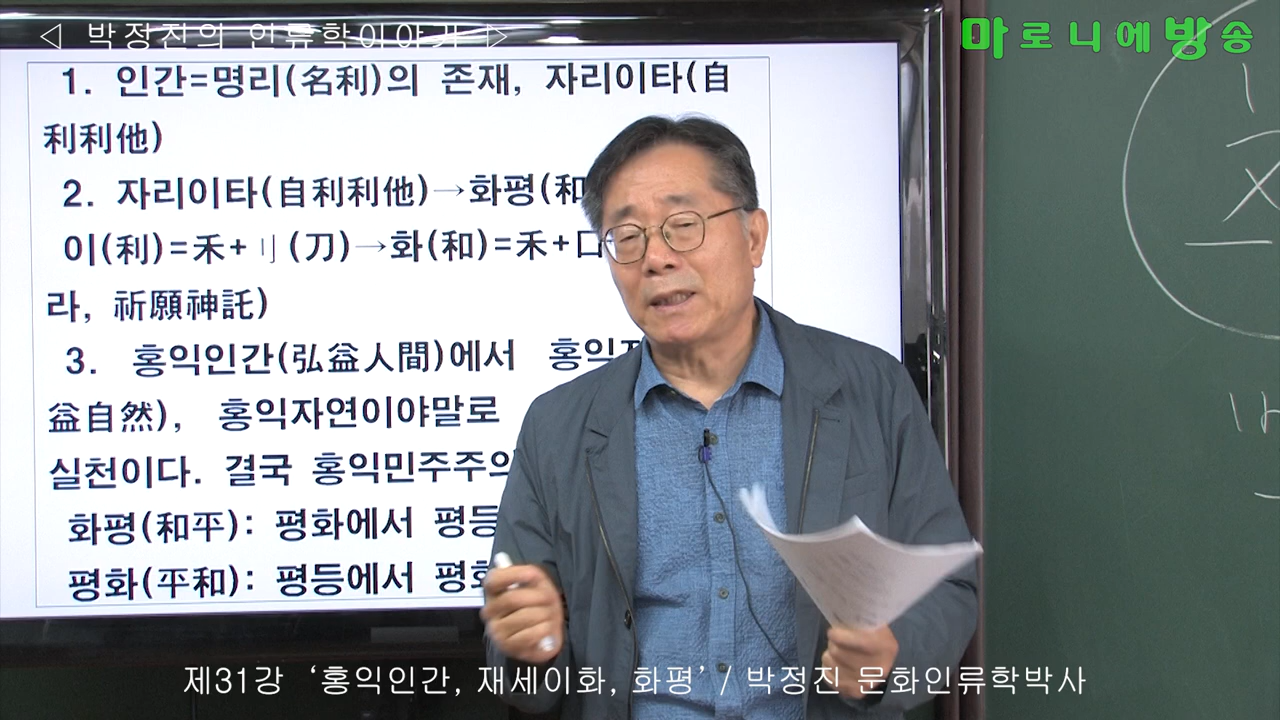 ◁ 박정진의 인류학이야기 ▷
마로니에방송
1. 인간=명리(名利)의 존재, 자리이타(自
利利他)
2. 자리이타(自利利他)→화평(和
이(利)=禾+刂(刀)→화(和)=禾+口
라, 祈願神託)
3. 홍익인간(弘益人間)에서 홍익
益自然), 홍익자연이야말로
실천이다. 결국 홍익민주주의
화평(和平): 평화에서 평등
평화(平和): 평등에서 평화
제31강 ‘홍익인간, 재세이화, 화평’ / 박정진 문화인류학박사